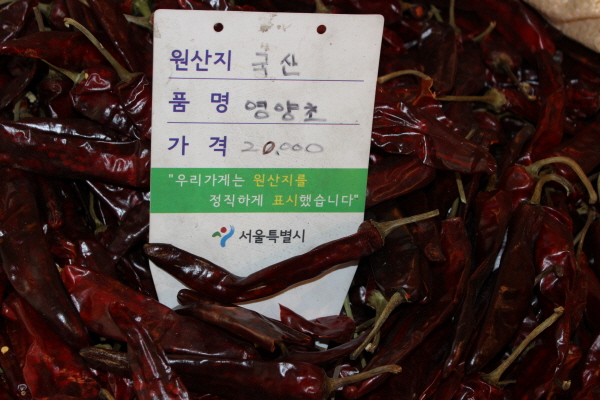 원산지 국산
품 명 영양초
가 격 20,000
"우리가게는 원산지를
정직하게 표시했습니다"
서울특별시